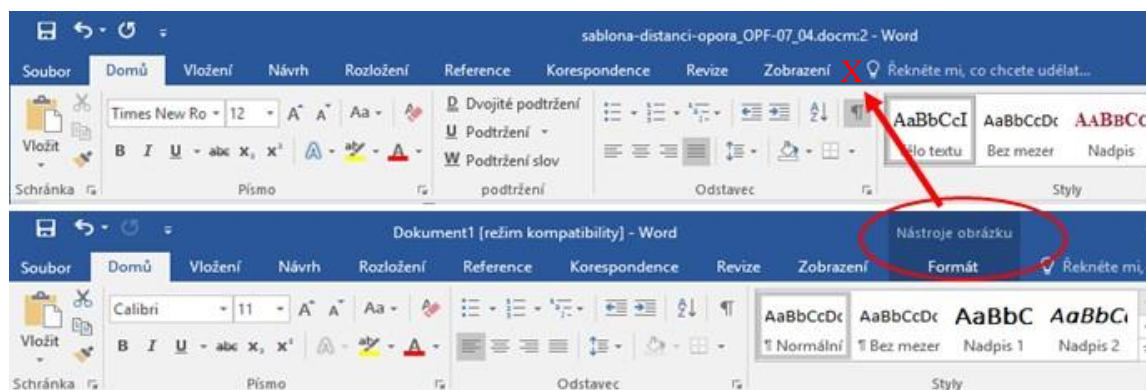 sablona-distanci-opora_OPF-07_04.docm:2 - Word
Soubor Domů Vložení Návrh Rozložení Reference Korespondence Revize Zobrazení X Řekněte mi, co chcete udělat...
Times New Ro 12 A A Aa D Dvojité podtržení AaBbCcI AaBbCcDc AABBCC
Vložit U Podtržení
B I U abc X, X² A aby A W Podtržení slov Tělo textu Bez mezer Nadpis
Schránka Písmo podtržení Odstavec Styly
Dokument1 [režim kompatibility] - Word Nástroje obrázku
Soubor Domů Vložení Návrh Rozložení Reference Korespondence Revize Zobrazení Formát Řekněte mi,
Calibri 11 A A Aa AaBbCcDc AaBbCcDc AaBbC AaBbCc
Vložit B I U abc X, X² A aby A ¶ Normální ¶ Bez mezer Nadpis 1 Nadpis 2
Schránka Písmo Odstavec Styly